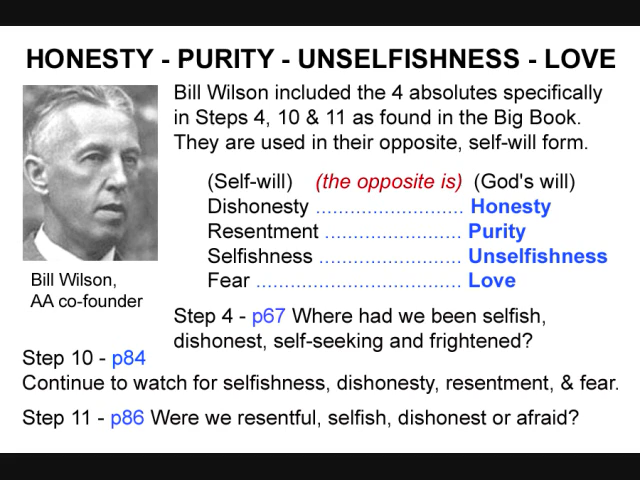 HONESTY - PURITY - UNSELFISHNESS - LOVE
Bill Wilson included the 4 absolutes specifically
in Steps 4, 10 & 11 as found in the Big Book.
They are used in their opposite, self-will form.
(Self-will) (the opposite is) (God's will)
Dishonesty .......................... Honesty
Resentment ........................ Purity
Selfishness ......................... Unselfishness
Fear .................................... Love
Bill Wilson,
AA co-founder
Step 4 - p67 Where had we been selfish,
dishonest, self-seeking and frightened?
Step 10 - p84
Continue to watch for selfishness, dishonesty, resentment, & fear.
Step 11 - p86 Were we resentful, selfish, dishonest or afraid?